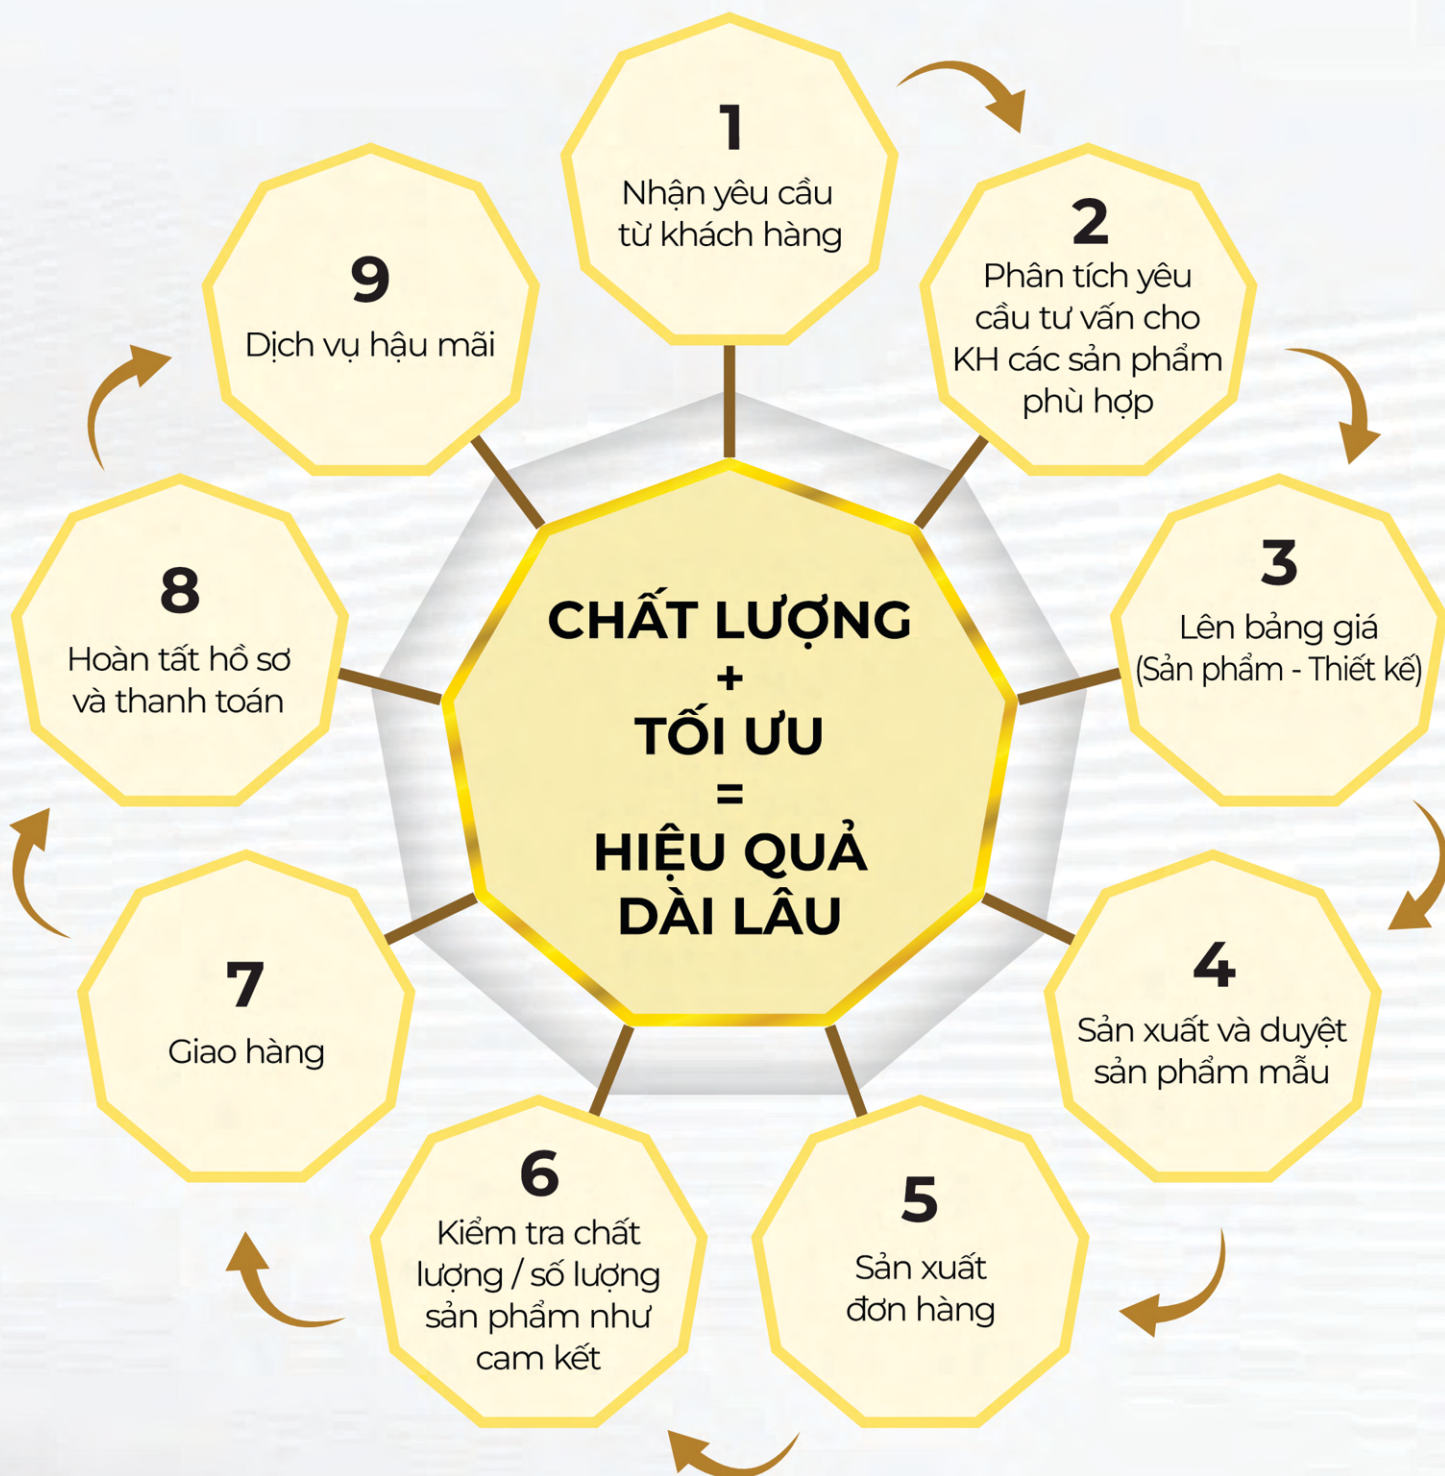 1
Nhận yêu cầu
từ khách hàng
2
Phân tích yêu
cầu tư vấn cho
KH các sản phẩm
phù hợp
3
Lên bảng giá
(Sản phẩm - Thiết kế)
4
Sản xuất và duyệt
sản phẩm mẫu
5
Sản xuất
đơn hàng
6
Kiểm tra chất
lượng / số lượng
sản phẩm như
cam kết
7
Giao hàng
8
Hoàn tất hồ sơ
và thanh toán
9
Dịch vụ hậu mãi
CHẤT LƯỢNG
+
TỐI ƯU
=
HIỆU QUẢ
DÀI LÂU